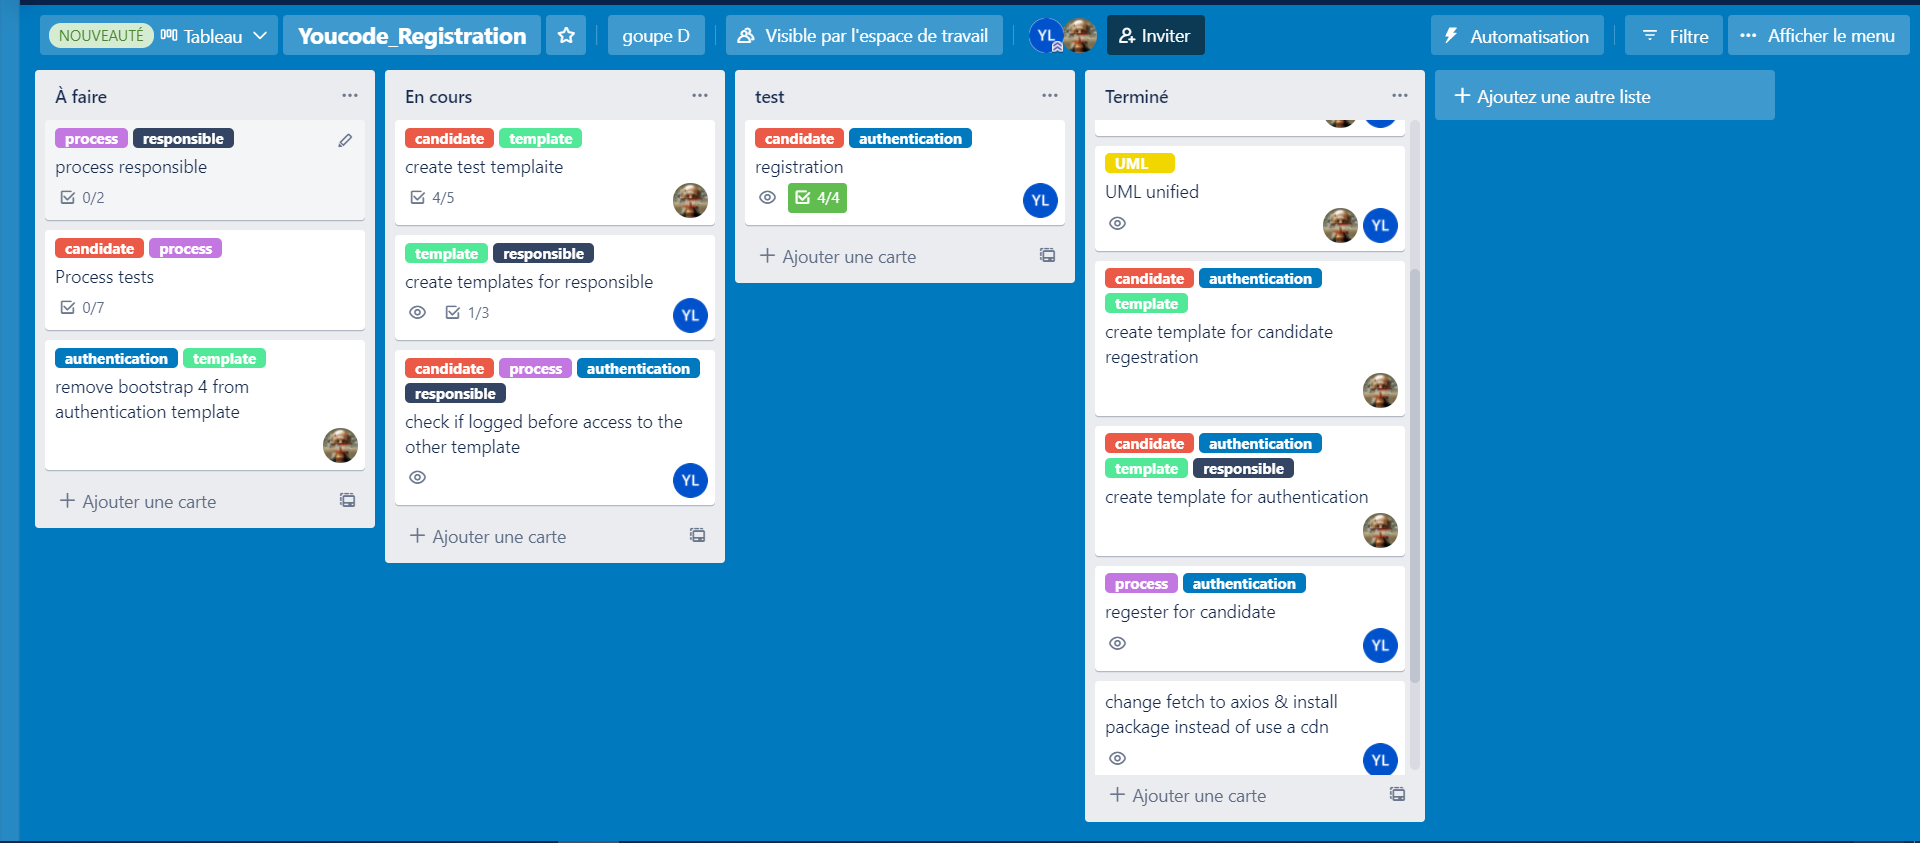 NOUVEAUTÉ Tableau Youcode_Registration goupe D Visible par l'espace de travail YL Inviter Automatisation Filtre Afficher le menu
À faire
process responsible
process responsible
0/2
candidate process
Process tests
0/7
authentication template
remove bootstrap 4 from
authentication template
Ajouter une carte
En cours
candidate template
create test templaite
4/5
template responsible
create templates for responsible
1/3 YL
candidate process authentication
responsible
check if logged before access to the
other template
YL
Ajouter une carte
test
candidate authentication
registration
4/4 YL
Ajouter une carte
Terminé
UML
UML unified
YL
candidate authentication
template
create template for candidate
regestration
candidate authentication
template responsible
create template for authentication
process authentication
regester for candidate
YL
change fetch to axios & install
package instead of use a cdn
YL
Ajouter une carte
Ajoutez une autre liste